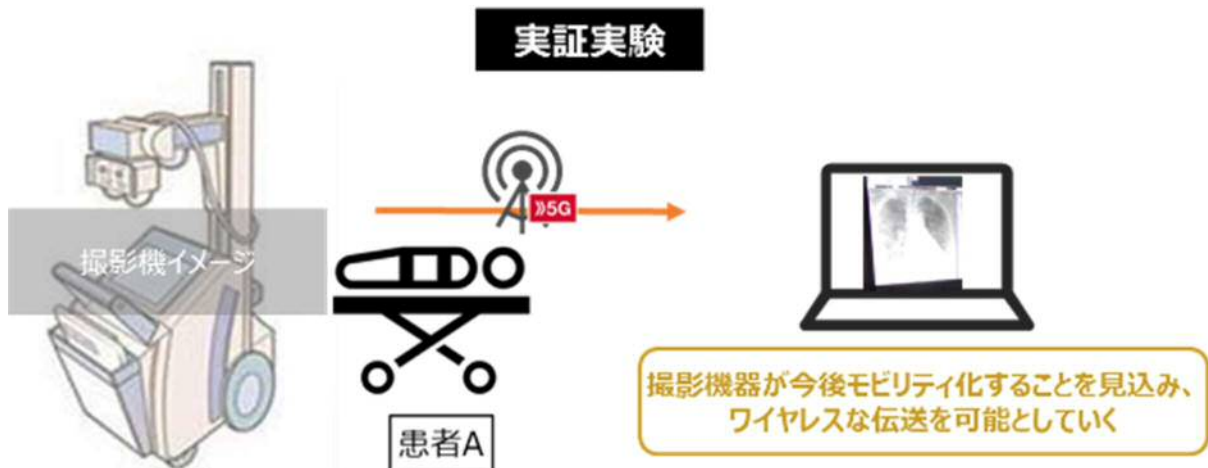 実証実験
撮影機イメージ
》5G
患者A
撮影機器が今後モビリティ化することを見込み、
ワイヤレスな伝送を可能としていく